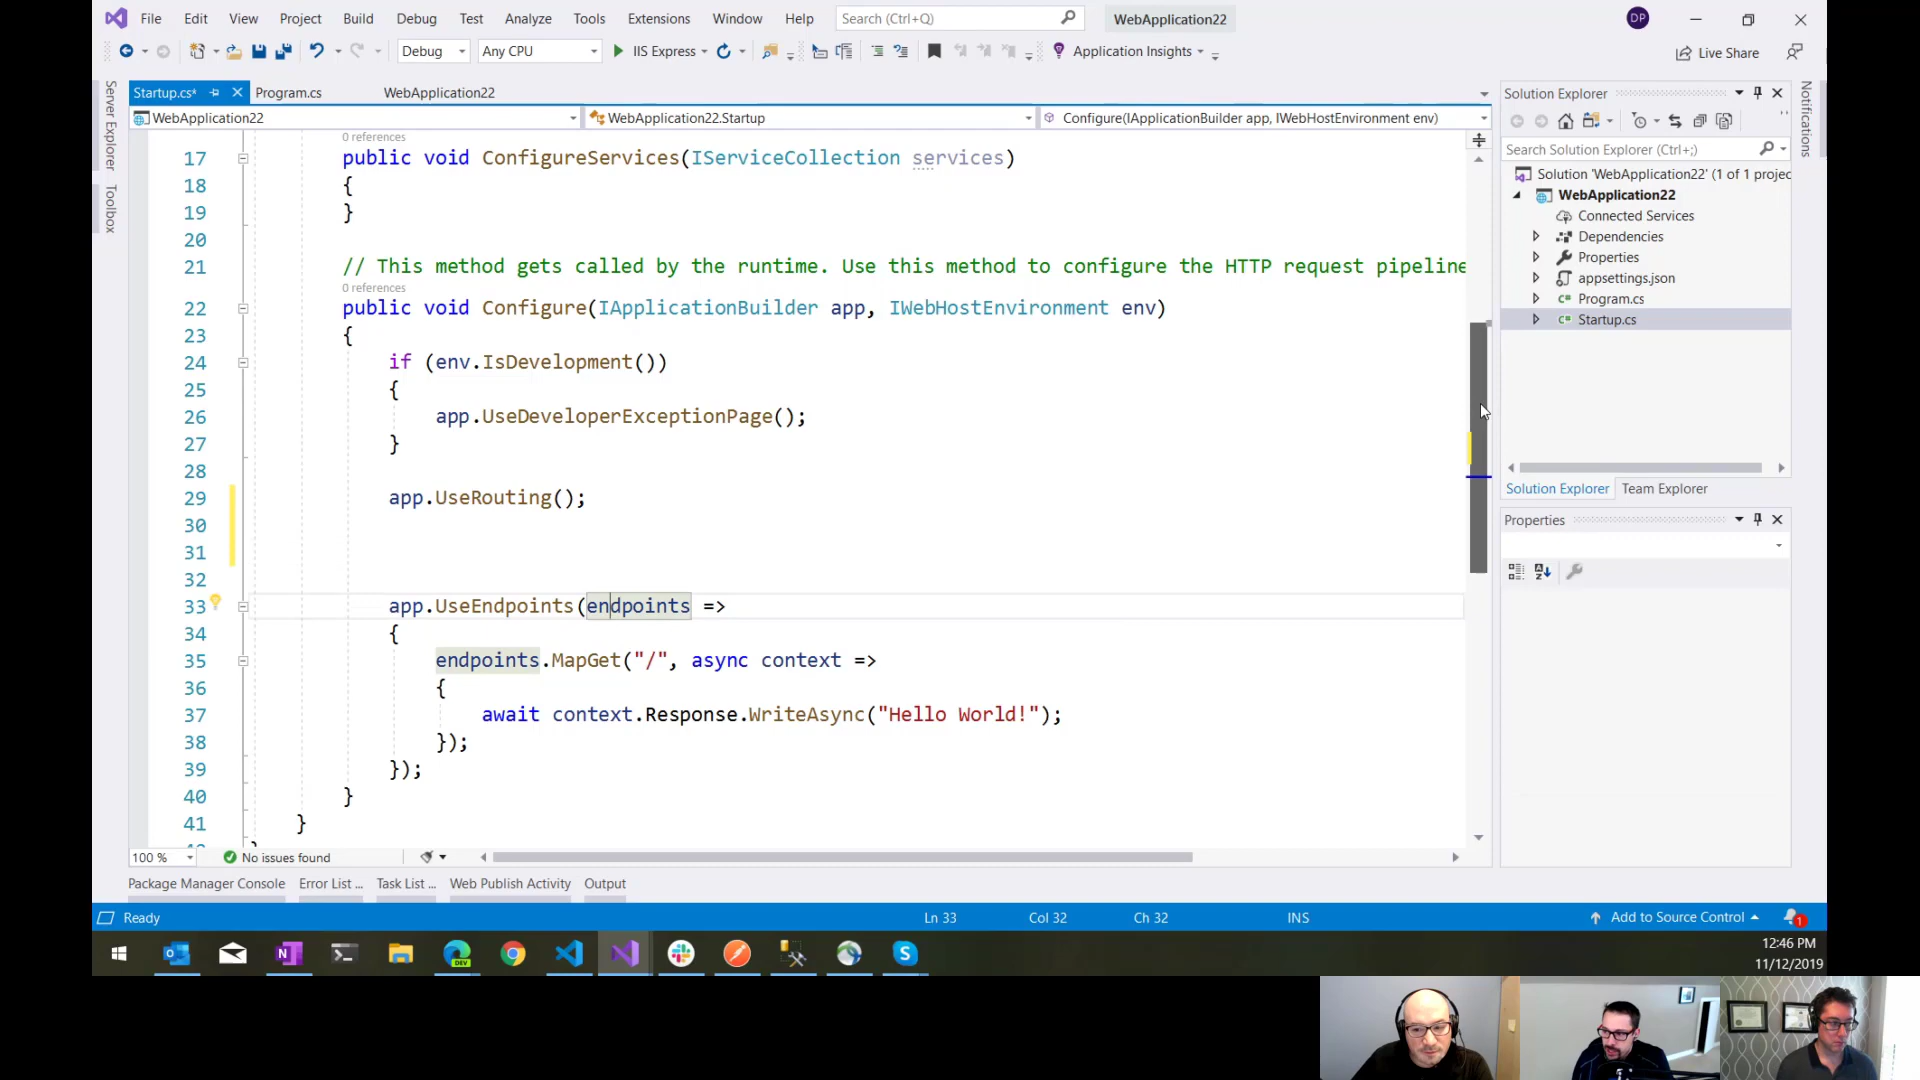 File Edit View Project Build Debug Test Analyze Tools Extensions Window Help Search (Ctrl+Q) WebApplication22 DP
Debug Any CPU IIS Express Application Insights Live Share
Server Explorer
Toolbox
Startup.cs* Program.cs WebApplication22
WebApplication22 WebApplication22.Startup Configure(IApplicationBuilder app, IWebHostEnvironment env)
0 references
17 public void ConfigureServices(IServiceCollection services)
18 {
19 }
20
21 // This method gets called by the runtime. Use this method to configure the HTTP request pipeline
0 references
22 public void Configure(IApplicationBuilder app, IWebHostEnvironment env)
23 {
24 if (env.IsDevelopment())
25 {
26 app.UseDeveloperExceptionPage();
27 }
28
29 app.UseRouting();
30
31
32
33 app.UseEndpoints(endpoints =>
34 {
35 endpoints.MapGet("/", async context =>
36 {
37 await context.Response.WriteAsync("Hello World!");
38 });
39 });
40 }
41 }
100 % No issues found
Package Manager Console Error List ... Task List ... Web Publish Activity Output
Solution Explorer
Search Solution Explorer (Ctrl+;)
Solution 'WebApplication22' (1 of 1 projec
WebApplication22
Connected Services
Dependencies
Properties
appsettings.json
C# Program.cs
C# Startup.cs
Solution Explorer Team Explorer
Properties
Notifications
Ready Ln 33 Col 32 Ch 32 INS Add to Source Control 1
DEV
12:46 PM
11/12/2019